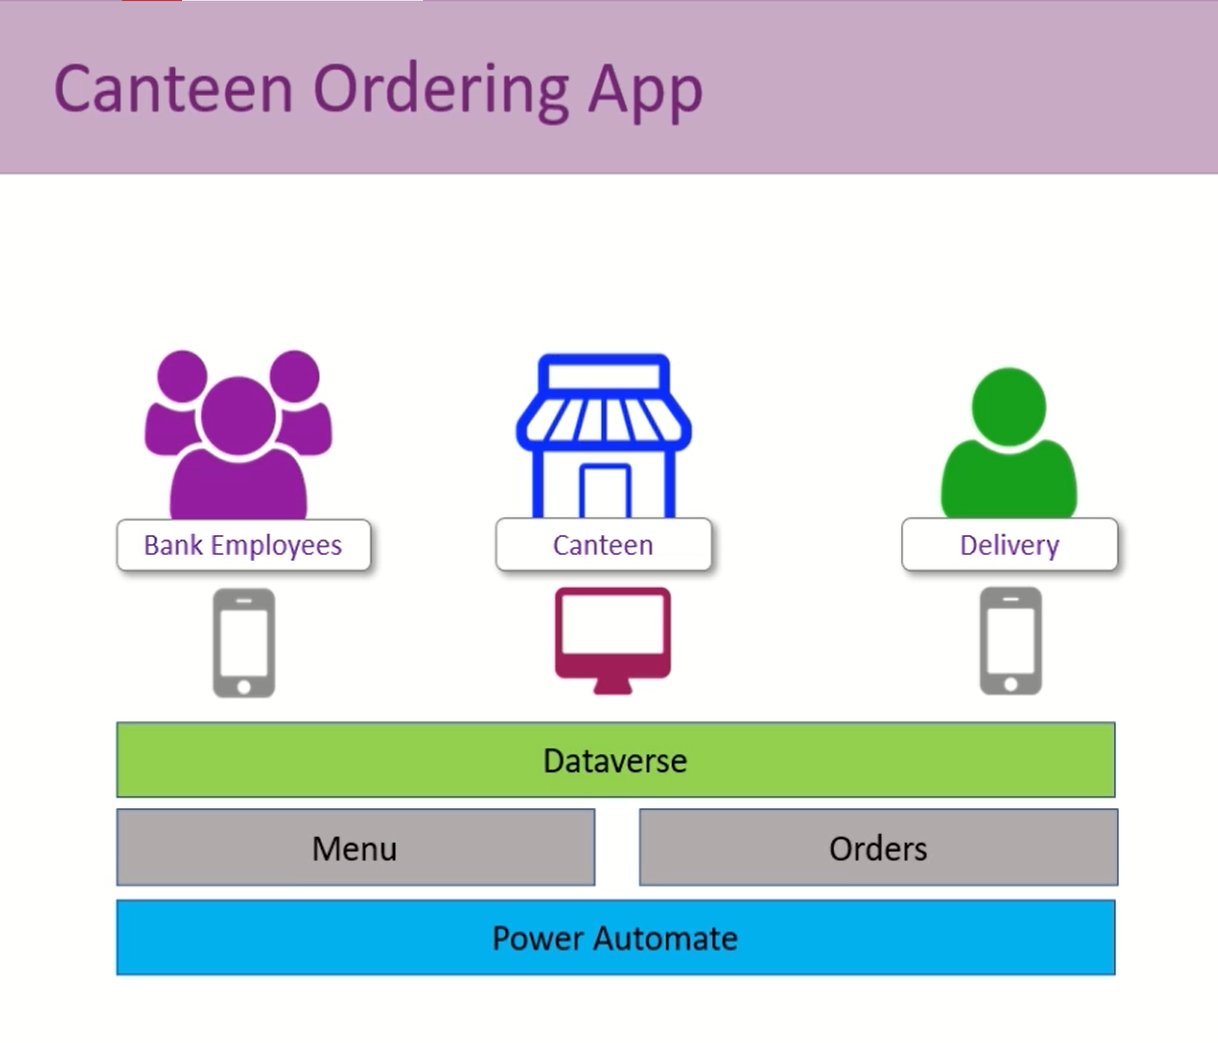 Canteen Ordering App
Bank Employees
Canteen
Delivery
Dataverse
Menu
Orders
Power Automate